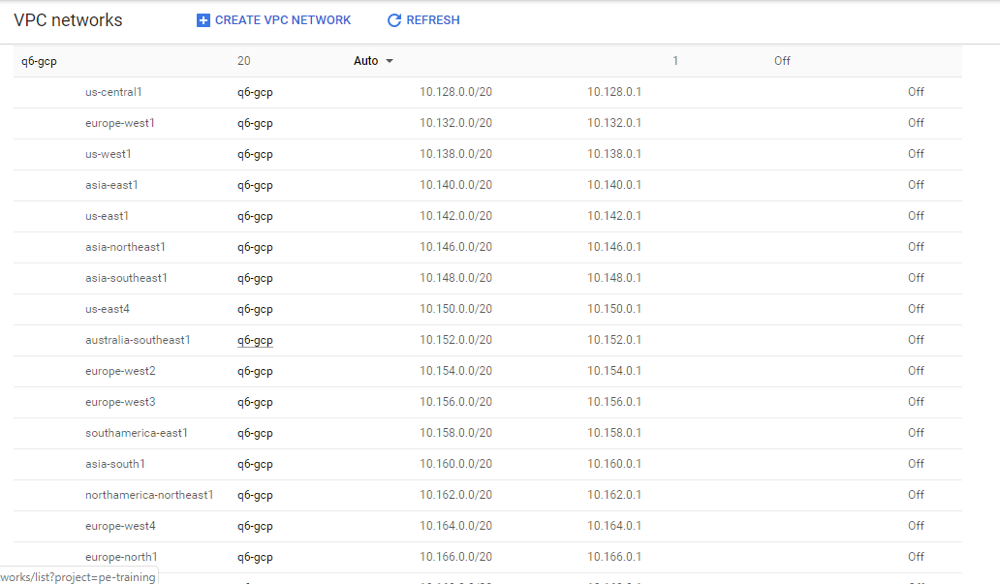 VPC networks CREATE VPC NETWORK REFRESH
q6-gcp 20 Auto 1 Off
us-central1 q6-gcp 10.128.0.0/20 10.128.0.1 Off
europe-west1 q6-gcp 10.132.0.0/20 10.132.0.1 Off
us-west1 q6-gcp 10.138.0.0/20 10.138.0.1 Off
asia-east1 q6-gcp 10.140.0.0/20 10.140.0.1 Off
us-east1 q6-gcp 10.142.0.0/20 10.142.0.1 Off
asia-northeast1 q6-gcp 10.146.0.0/20 10.146.0.1 Off
asia-southeast1 q6-gcp 10.148.0.0/20 10.148.0.1 Off
us-east4 q6-gcp 10.150.0.0/20 10.150.0.1 Off
australia-southeast1 q6-gcp 10.152.0.0/20 10.152.0.1 Off
europe-west2 q6-gcp 10.154.0.0/20 10.154.0.1 Off
europe-west3 q6-gcp 10.156.0.0/20 10.156.0.1 Off
southamerica-east1 q6-gcp 10.158.0.0/20 10.158.0.1 Off
asia-south1 q6-gcp 10.160.0.0/20 10.160.0.1 Off
northamerica-northeast1 q6-gcp 10.162.0.0/20 10.162.0.1 Off
europe-west4 q6-gcp 10.164.0.0/20 10.164.0.1 Off
europe-north1 q6-gcp 10.166.0.0/20 10.166.0.1 Off
works/list?project=pe-training